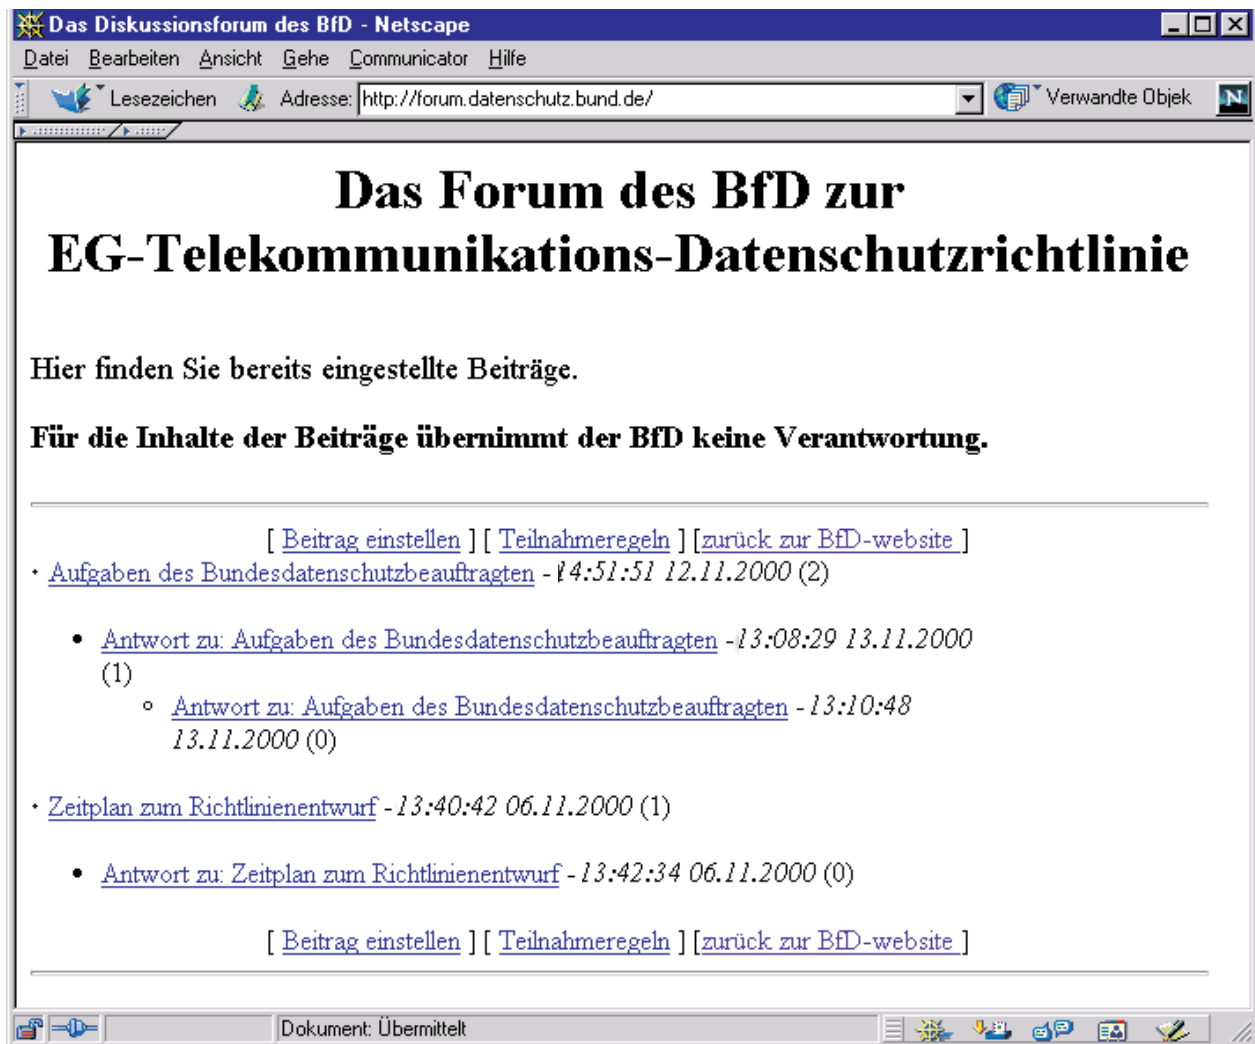 Das Diskussionsforum des BfD - Netscape
Datei Bearbeiten Ansicht Gehe Communicator Hilfe
Lesezeichen Adresse: http://forum.datenschutz.bund.de/ Verwandte Objek N
Das Forum des BfD zur
EG-Telekommunikations-Datenschutzrichtlinie
Hier finden Sie bereits eingestellte Beiträge.
Für die Inhalte der Beiträge übernimmt der BfD keine Verantwortung.
[ Beitrag einstellen ] [ Teilnahmeregeln ] [zurück zur BfD-website ]
· Aufgaben des Bundesdatenschutzbeauftragten - 14:51:51 12.11.2000 (2)
• Antwort zu: Aufgaben des Bundesdatenschutzbeauftragten - 13:08:29 13.11.2000
(1)
◦ Antwort zu: Aufgaben des Bundesdatenschutzbeauftragten - 13:10:48
13.11.2000 (0)
· Zeitplan zum Richtlinienentwurf - 13:40:42 06.11.2000 (1)
• Antwort zu: Zeitplan zum Richtlinienentwurf - 13:42:34 06.11.2000 (0)
[ Beitrag einstellen ] [ Teilnahmeregeln ] [zurück zur BfD-website ]
Dokument: Übermittelt